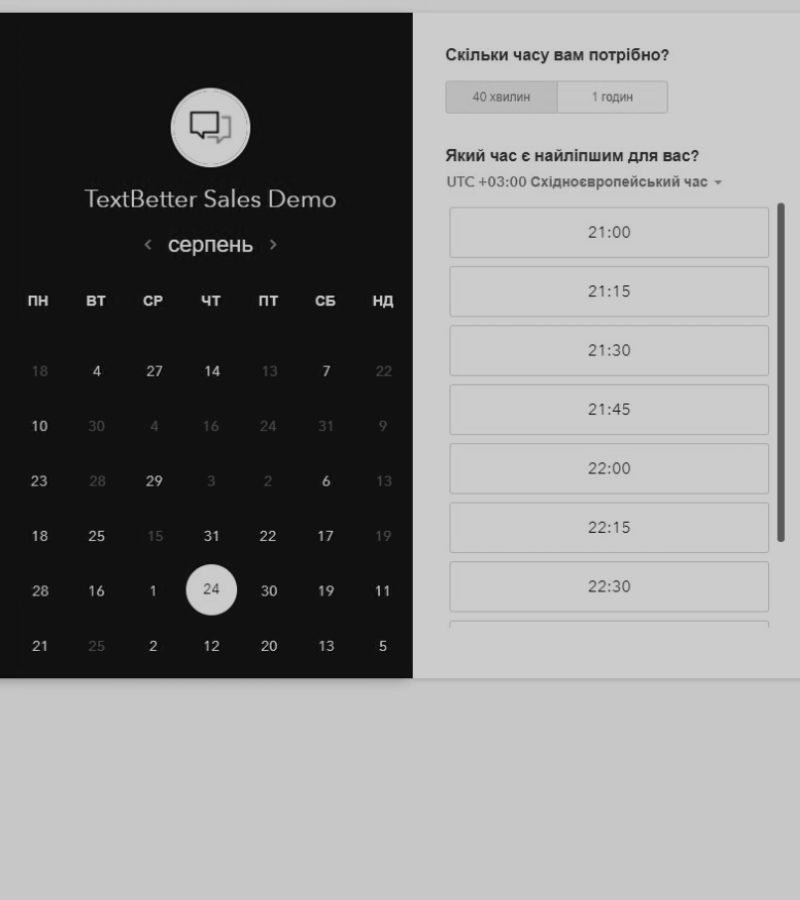 TextBetter Sales Demo
серпень
ПН ВТ СР ЧТ ПТ СБ НД
18 4 27 14 13 7 22
10 30 4 16 24 31 9
23 28 29 3 2 6 13
18 25 15 31 22 17 19
28 16 1 24 30 19 11
21 25 2 12 20 13 5
Скільки часу вам потрібно?
40 хвилин 1 годин
Який час є найліпшим для вас?
UTC +03:00 Східноєвропейський час
21:00
21:15
21:30
21:45
22:00
22:15
22:30